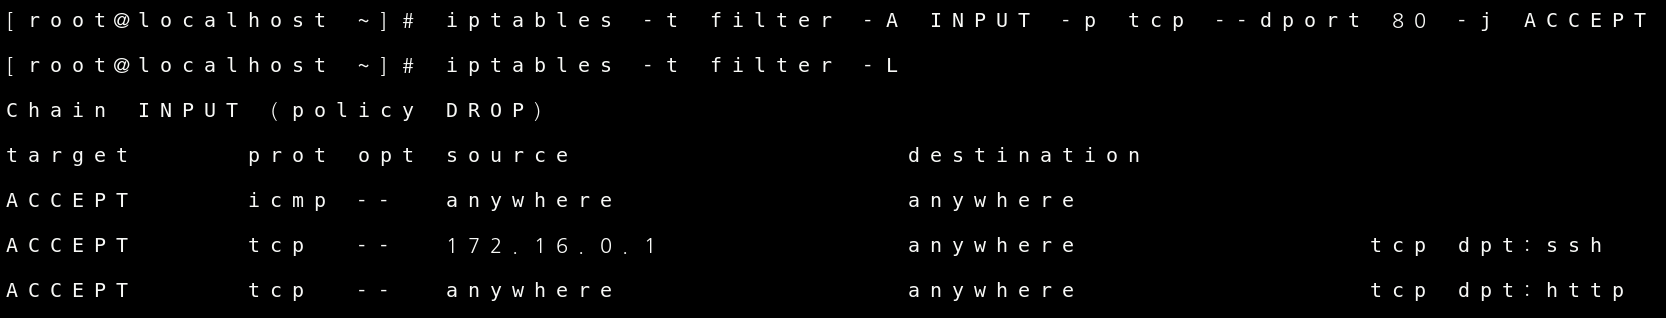 [root@localhost ~]# iptables -t filter -A INPUT -p tcp --dport 80 -j ACCEPT
[root@localhost ~]# iptables -t filter -L
Chain INPUT (policy DROP)
target     prot opt source               destination
ACCEPT     icmp --  anywhere             anywhere
ACCEPT     tcp  --  172.16.0.1           anywhere             tcp dpt:ssh
ACCEPT     tcp  --  anywhere             anywhere             tcp dpt:http